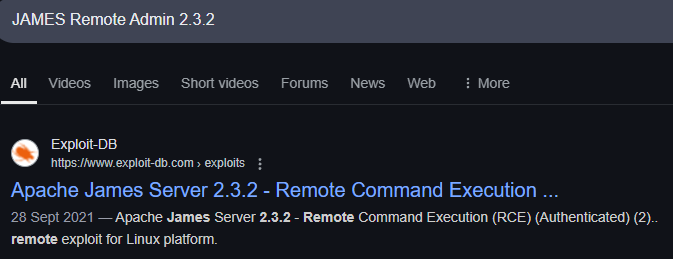 JAMES Remote Admin 2.3.2
All Videos Images Short videos Forums News Web More
Exploit-DB
https://www.exploit-db.com › exploits
Apache James Server 2.3.2 - Remote Command Execution ...
28 Sept 2021 — Apache James Server 2.3.2 - Remote Command Execution (RCE) (Authenticated) (2)..
remote exploit for Linux platform.